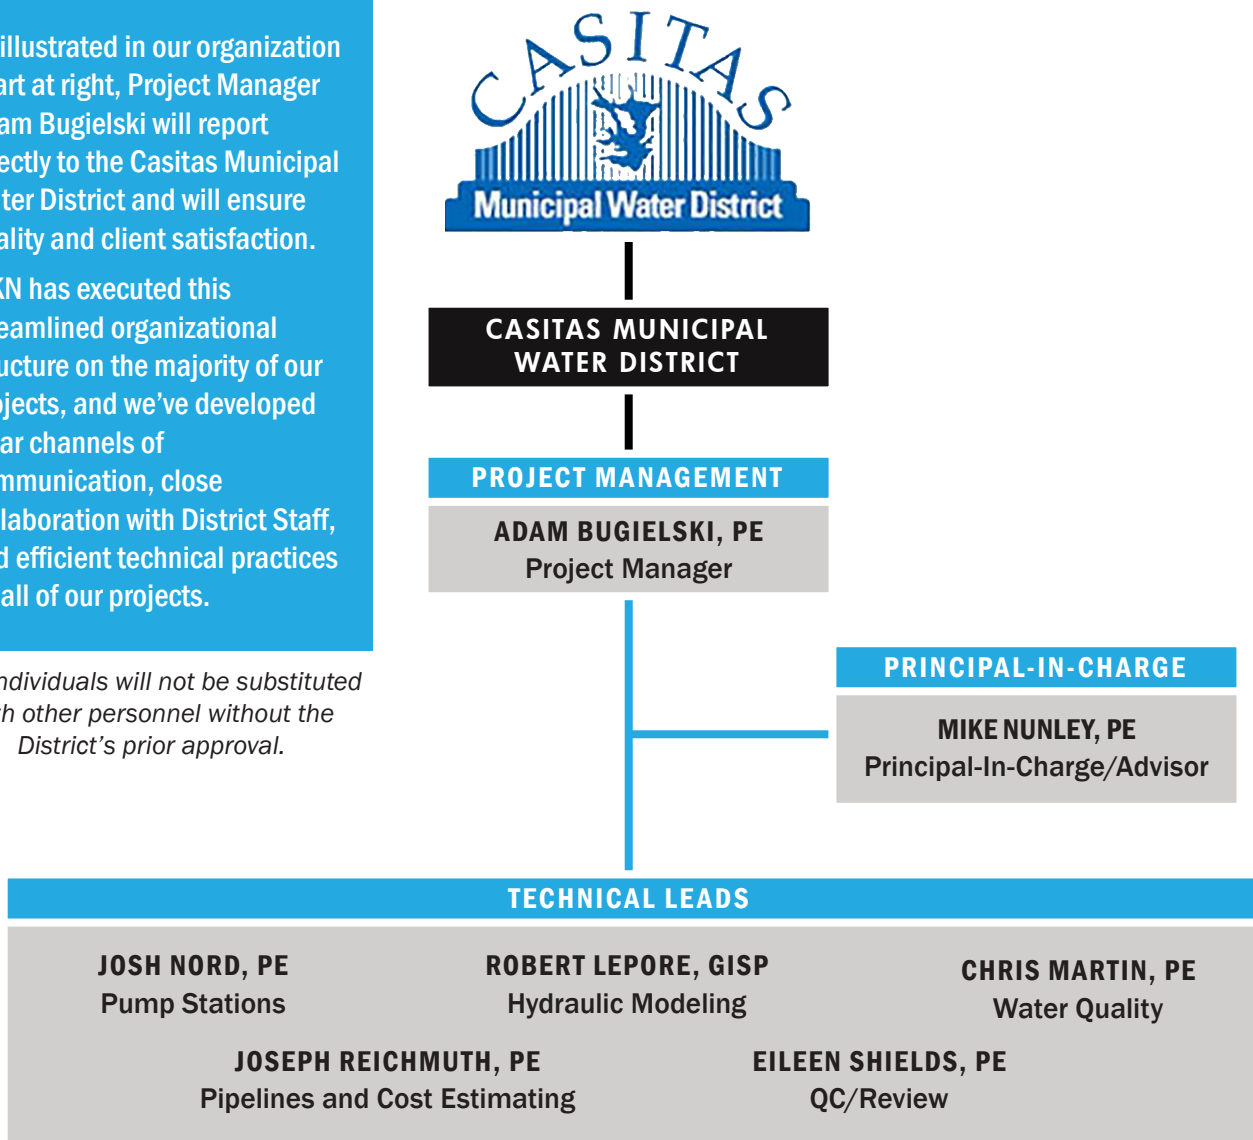 illustrated in our organization
art at right, Project Manager
am Bugielski will report
ectly to the Casitas Municipal
ter District and will ensure
ality and client satisfaction.
KN has executed this
eamlined organizational
ucture on the majority of our
ojects, and we've developed
ar channels of
mmunication, close
laboration with District Staff,
d efficient technical practices
all of our projects.
ndividuals will not be substituted
h other personnel without the
District's prior approval.
CASITAS
Municipal Water District
CASITAS MUNICIPAL
WATER DISTRICT
PROJECT MANAGEMENT
ADAM BUGIELSKI, PE
Project Manager
PRINCIPAL-IN-CHARGE
MIKE NUNLEY, PE
Principal-In-Charge/Advisor
TECHNICAL LEADS
JOSH NORD, PE
Pump Stations
ROBERT LEPORE, GISP
Hydraulic Modeling
CHRIS MARTIN, PE
Water Quality
JOSEPH REICHMUTH, PE
Pipelines and Cost Estimating
EILEEN SHIELDS, PE
QC/Review